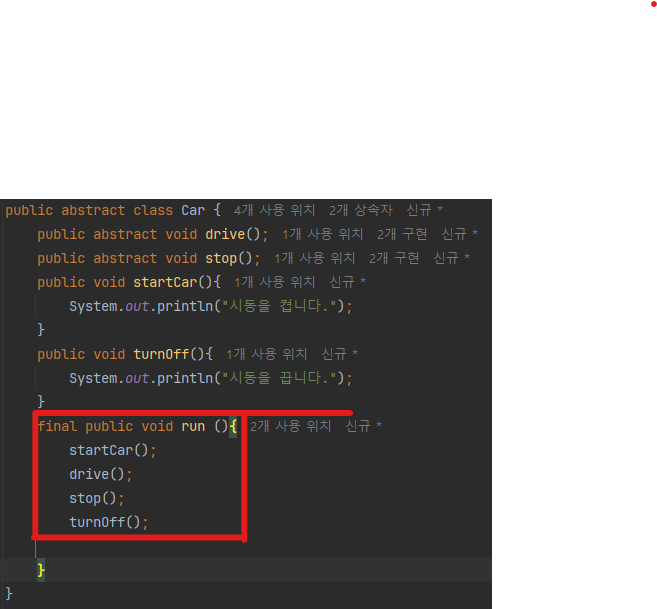 public abstract class Car { 4개 사용 위치 2개 상속자 신규 *
public abstract void drive(); 1개 사용 위치 2개 구현 신규 *
public abstract void stop(); 1개 사용 위치 2개 구현 신규 *
public void startCar(){ 1개 사용 위치 신규 *
System.out.println("시동을 켭니다.");
}
public void turnOff(){ 1개 사용 위치 신규 *
System.out.println("시동을 끕니다.");
}
final public void run (){ 2개 사용 위치 신규 *
startCar();
drive();
stop();
turnOff();
}
}